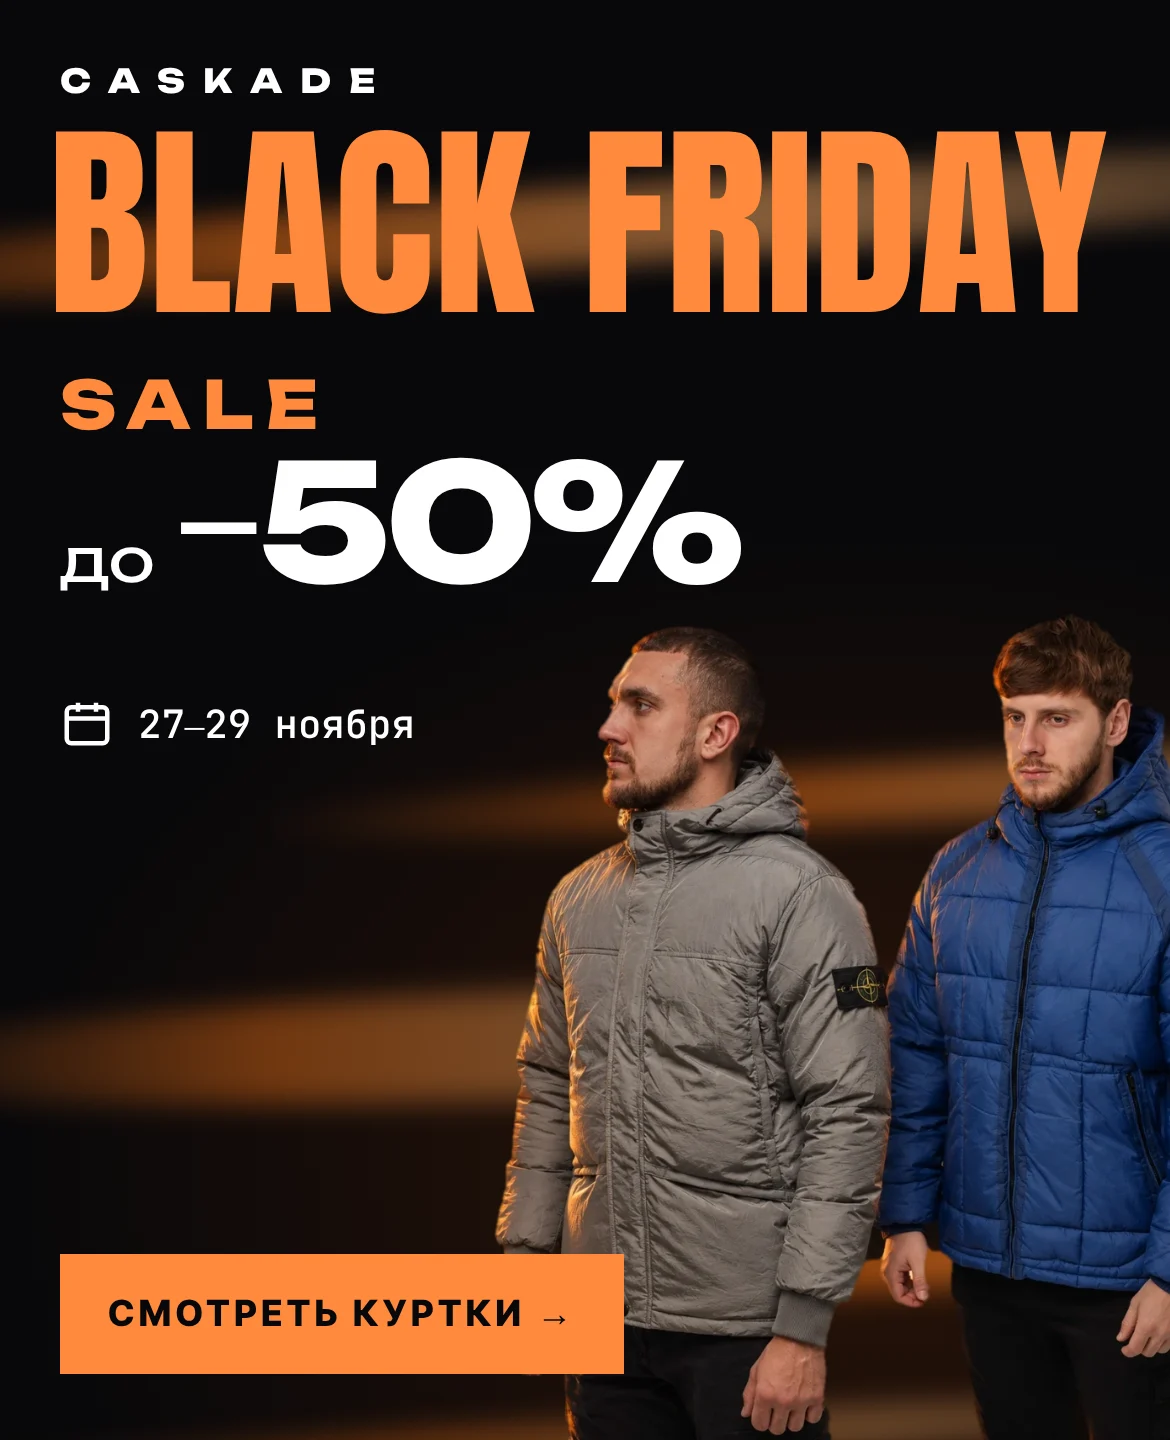 CASKADE
BLACK FRIDAY
SALE
до –50%
27–29 ноября
СМОТРЕТЬ КУРТКИ →